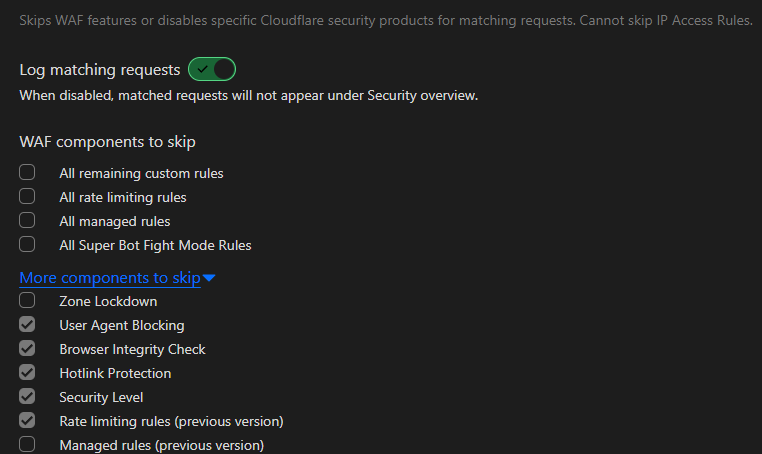 Skips WAF features or disables specific Cloudflare security products for matching requests. Cannot skip IP Access Rules.
Log matching requests
When disabled, matched requests will not appear under Security overview.
WAF components to skip
All remaining custom rules
All rate limiting rules
All managed rules
All Super Bot Fight Mode Rules
More components to skip
Zone Lockdown
User Agent Blocking
Browser Integrity Check
Hotlink Protection
Security Level
Rate limiting rules (previous version)
Managed rules (previous version)